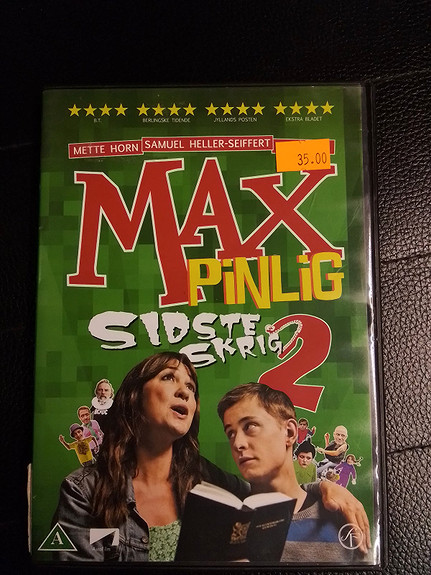 B.T.
BERLINGSKE TIDENDE
JYLLANDS POSTEN
EKSTRA BLADET
METTE HORN SAMUEL HELLER-SEIFFERT
35.00
MAX
PiNLiG
SIDSTE
SKRIG
2
A